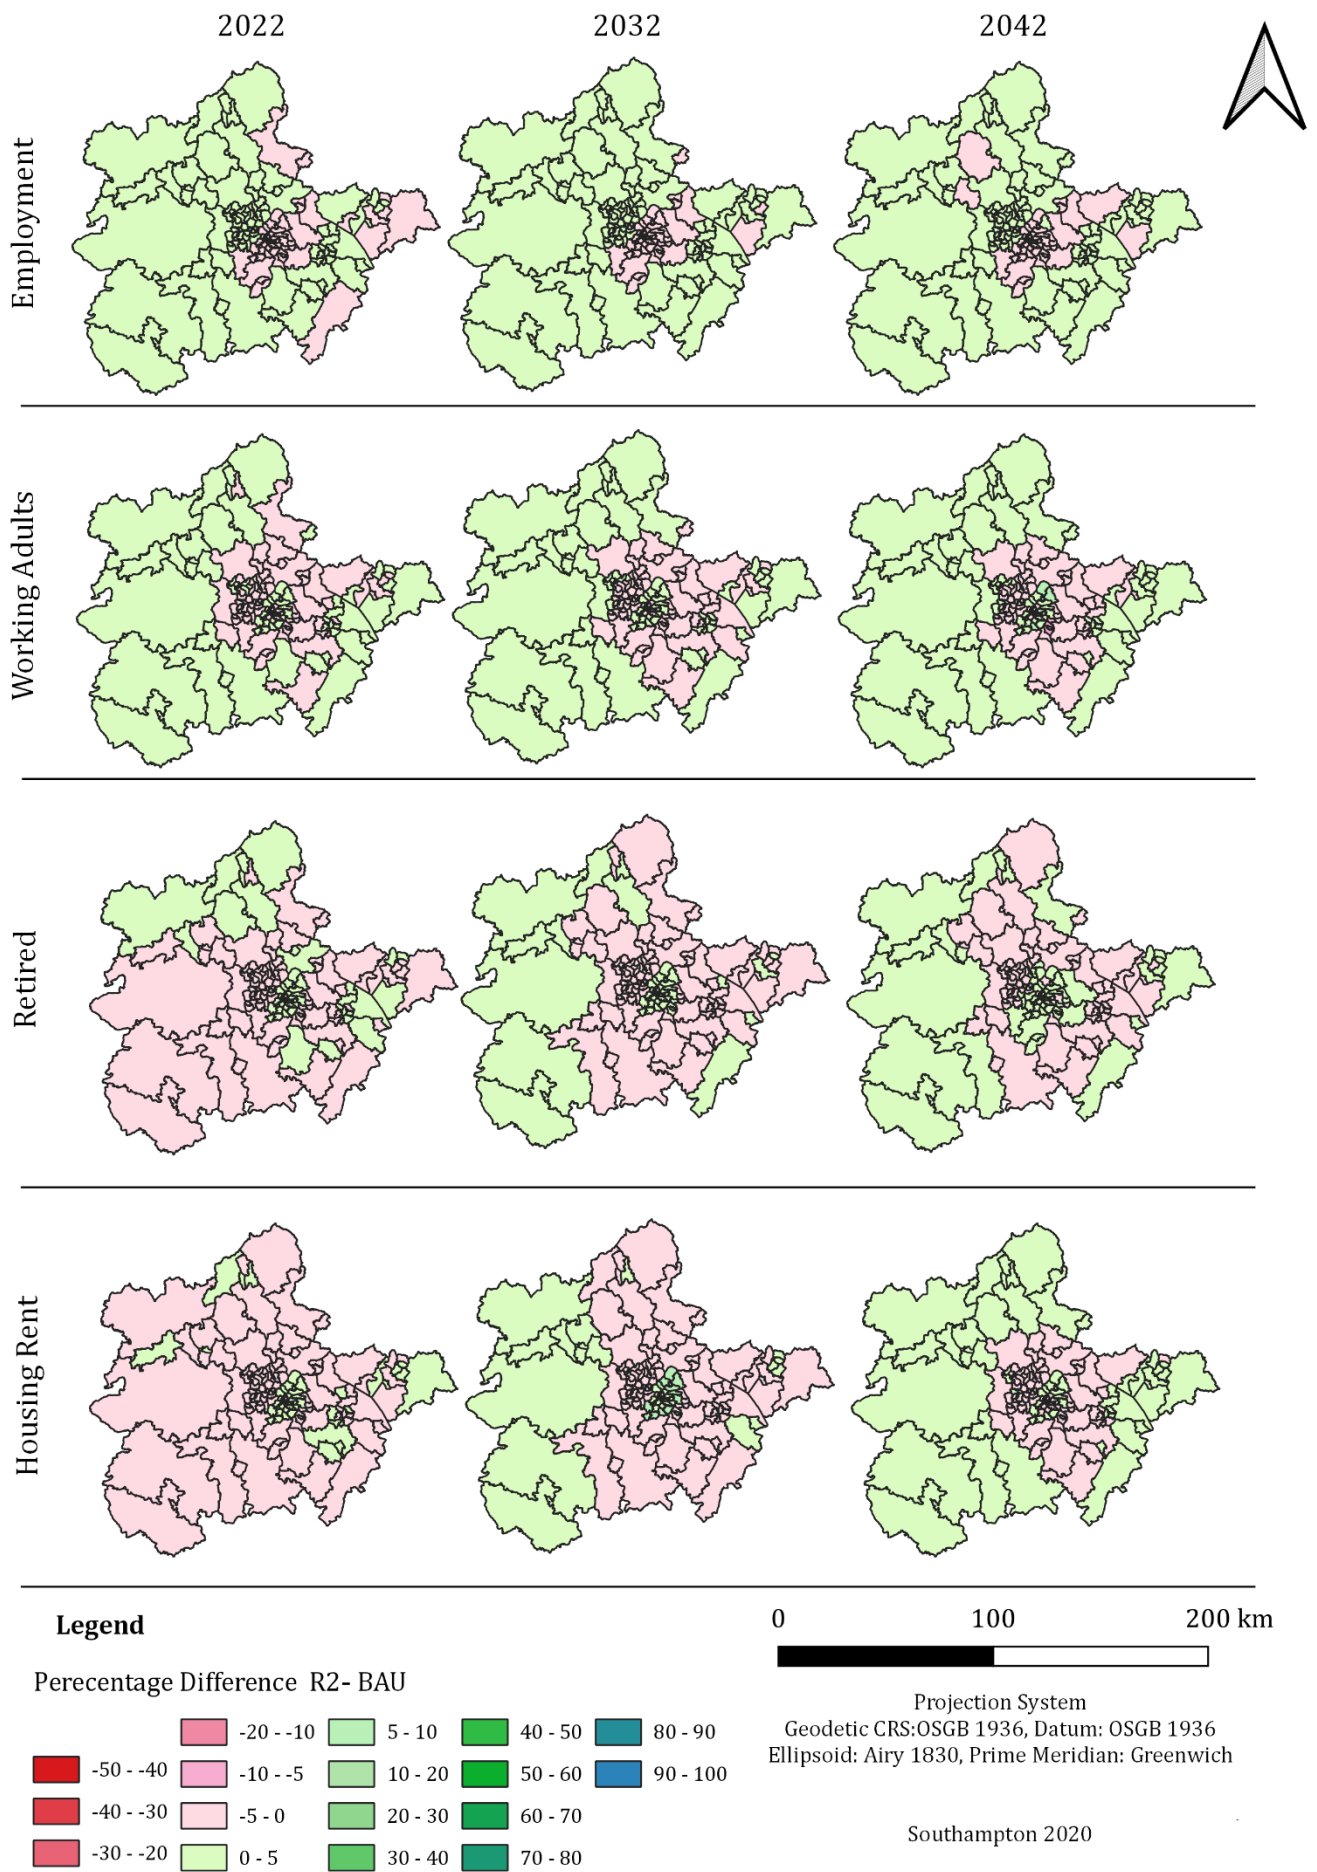 2022 2032 2042
Employment
Working Adults
Retired
Housing Rent
Legend
Perecentage Difference R2- BAU
-50 - -40
-40 - -30
-30 - -20
-20 - -10
-10 - -5
-5 - 0
0 - 5
5 - 10
10 - 20
20 - 30
30 - 40
40 - 50
50 - 60
60 - 70
70 - 80
80 - 90
90 - 100
0 100 200 km
Projection System
Geodetic CRS:OSGB 1936, Datum: OSGB 1936
Ellipsoid: Airy 1830, Prime Meridian: Greenwich
Southampton 2020